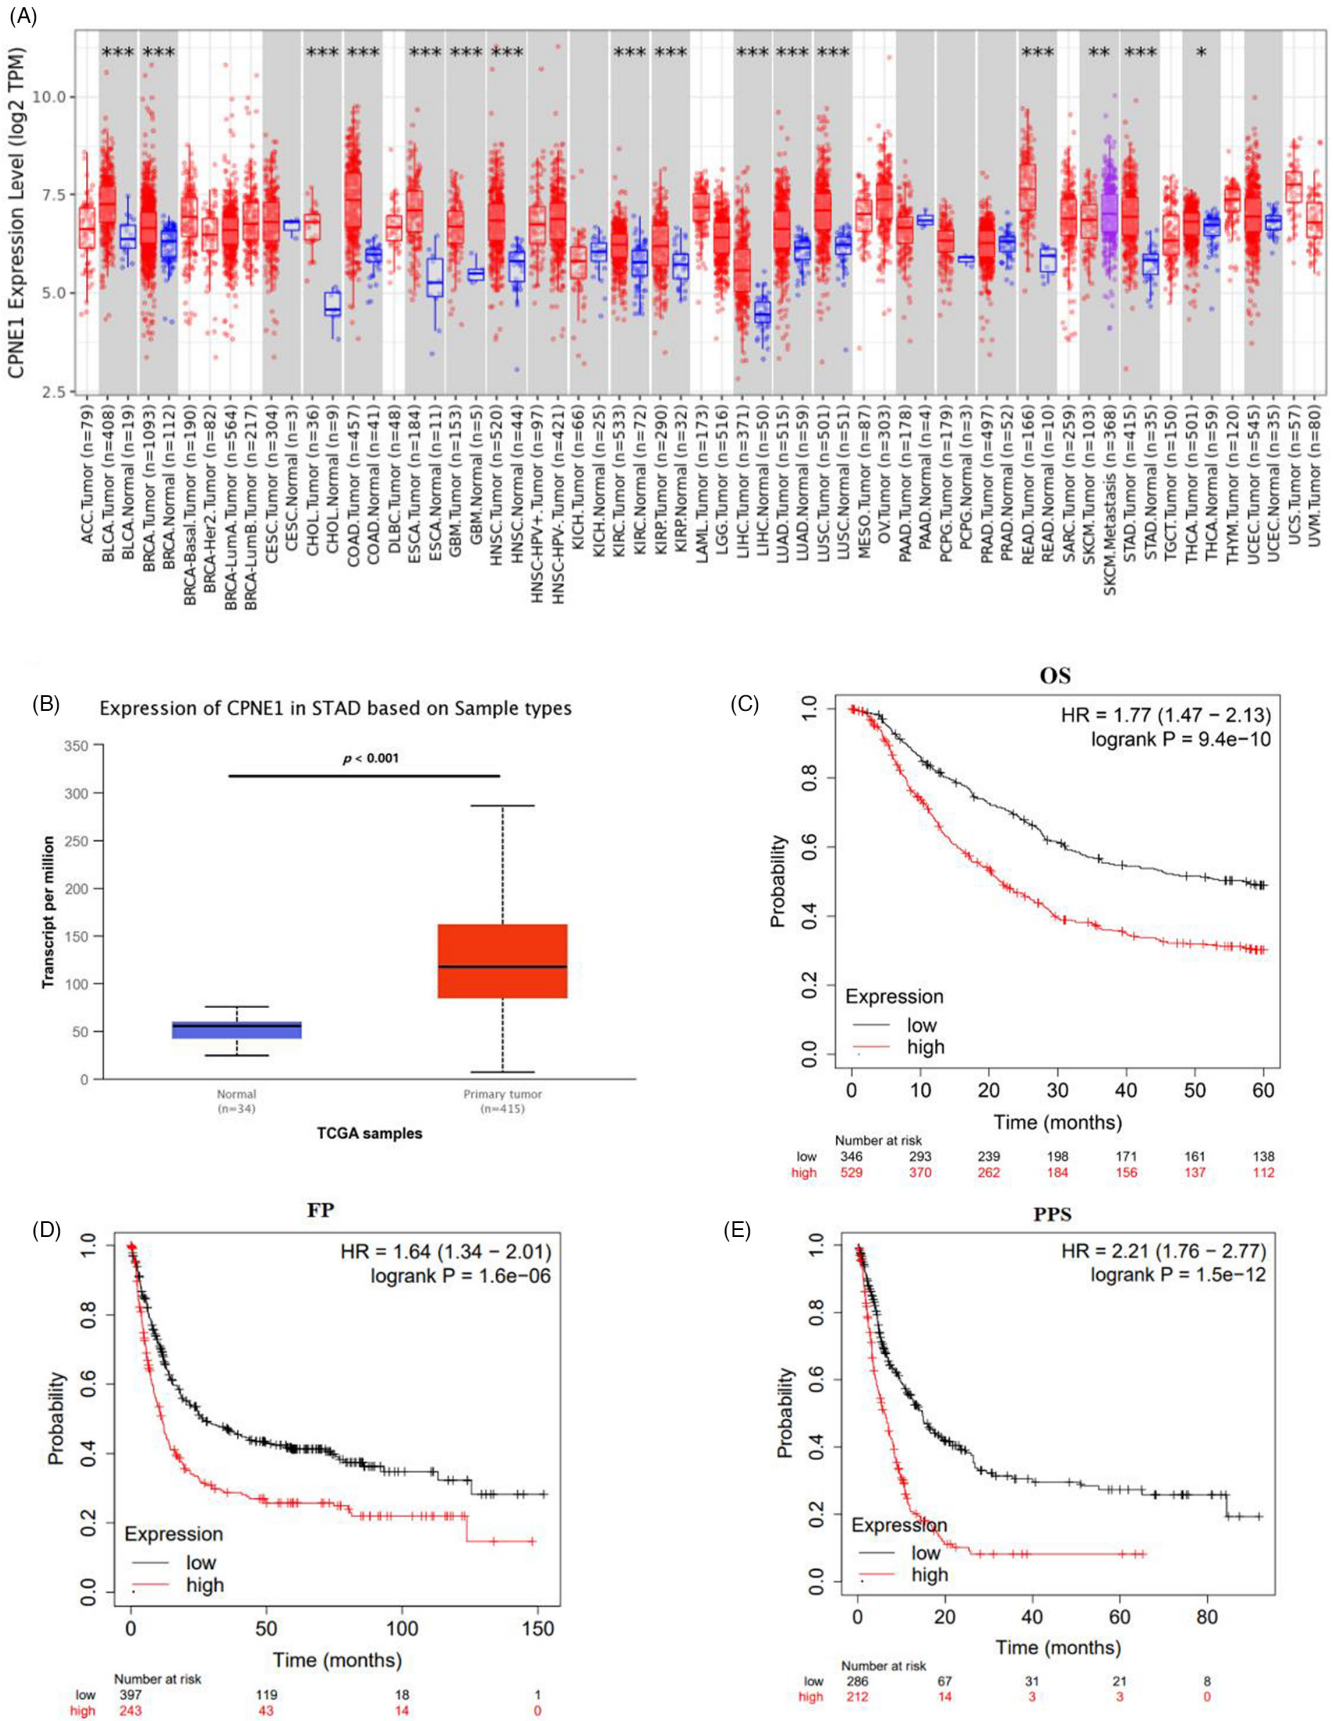 (A)
CPNE1 Expression Level (log2 TPM)
*** *** *** *** *** *** *** *** *** *** *** *** *** ** *** *
10.0
7.5
5.0
2.5
ACC.Tumor (n=79)
BLCA.Tumor (n=408)
BLCA.Normal (n=19)
BRCA.Tumor (n=1093)
BRCA.Normal (n=112)
BRCA-Basal.Tumor (n=190)
BRCA-Her2.Tumor (n=82)
BRCA-LumA.Tumor (n=564)
BRCA-LumB.Tumor (n=217)
CESC.Tumor (n=304)
CESC.Normal (n=3)
CHOL.Tumor (n=36)
CHOL.Normal (n=9)
COAD.Tumor (n=457)
COAD.Normal (n=41)
DLBC.Tumor (n=48)
ESCA.Tumor (n=184)
ESCA.Normal (n=11)
GBM.Tumor (n=153)
GBM.Normal (n=5)
HNSC.Tumor (n=520)
HNSC.Normal (n=44)
HNSC-HPV+.Tumor (n=97)
HNSC-HPV-.Tumor (n=421)
KICH.Tumor (n=66)
KICH.Normal (n=25)
KIRC.Tumor (n=533)
KIRC.Normal (n=72)
KIRP.Tumor (n=290)
KIRP.Normal (n=32)
LAML.Tumor (n=173)
LGG.Tumor (n=516)
LIHC.Tumor (n=371)
LIHC.Normal (n=50)
LUAD.Tumor (n=515)
LUAD.Normal (n=59)
LUSC.Tumor (n=501)
LUSC.Normal (n=51)
MESO.Tumor (n=87)
OV.Tumor (n=303)
PAAD.Tumor (n=178)
PAAD.Normal (n=4)
PCPG.Tumor (n=179)
PCPG.Normal (n=3)
PRAD.Tumor (n=497)
PRAD.Normal (n=52)
READ.Tumor (n=166)
READ.Normal (n=10)
SARC.Tumor (n=259)
SKCM.Tumor (n=103)
SKCM.Metastasis (n=368)
STAD.Tumor (n=415)
STAD.Normal (n=35)
TGCT.Tumor (n=150)
THCA.Tumor (n=501)
THCA.Normal (n=59)
THYM.Tumor (n=120)
UCEC.Tumor (n=545)
UCEC.Normal (n=35)
UCS.Tumor (n=57)
UVM.Tumor (n=80)
(B)
Expression of CPNE1 in STAD based on Sample types
p < 0.001
Transcript per million
350
300
250
200
150
100
50
0
Normal
(n=34)
Primary tumor
(n=415)
TCGA samples
(C)
OS
HR = 1.77 (1.47 − 2.13)
logrank P = 9.4e−10
Probability
1.0
0.8
0.6
0.4
0.2
0.0
Expression
low
high
0 10 20 30 40 50 60
Time (months)
Number at risk
low 346 293 239 198 171 161 138
high 529 370 262 184 156 137 112
(D)
FP
HR = 1.64 (1.34 − 2.01)
logrank P = 1.6e−06
Probability
1.0
0.8
0.6
0.4
0.2
0.0
Expression
low
high
0 50 100 150
Time (months)
Number at risk
low 397 119 18 1
high 243 43 14 0
(E)
PPS
HR = 2.21 (1.76 − 2.77)
logrank P = 1.5e−12
Probability
1.0
0.8
0.6
0.4
0.2
0.0
Expression
low
high
0 20 40 60 80
Time (months)
Number at risk
low 286 67 31 21 8
high 212 14 3 3 0